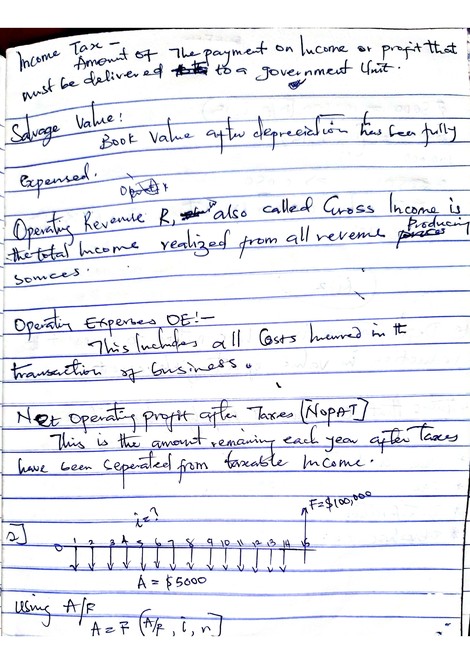 Income Tax -
Amount of The payment on Income or profit that
must be delivered to a government Unit.
Salvage Value:
Book Value after depreciation has been fully
Expensed.
Operating Revenue R, also called Gross Income is
the total Income realized from all revenue Producing
sources.
Operating Expenses OE:-
This Includes all Costs Incurred in the
transaction of business.
Net Operating profit after Taxes [NOPAT]
This is the amount remaining each year after Taxes
have been seperated from taxable Income.
F=$100,000
i=?
2]
0 1 2 3 4 5 6 7 8 9 10 11 12 13 14 15
A = $5000
Using A/F
A = F (A/F, i, n]